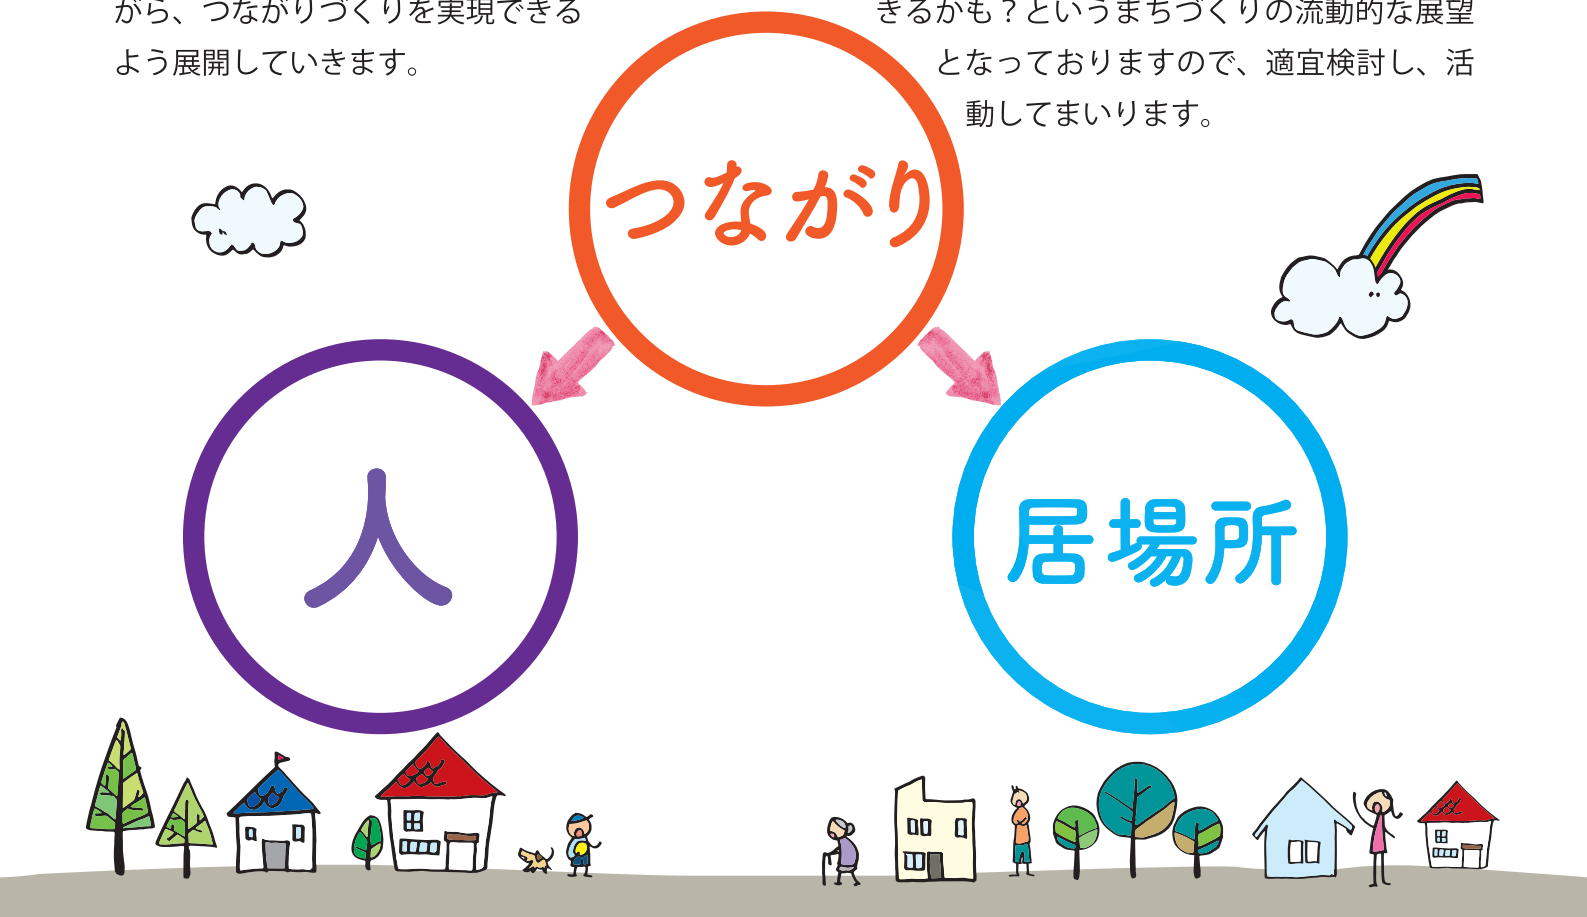 がら、つながりづくりを実現できる
よう展開していきます。
きるかも？というまちづくりの流動的な展望
となっておりますので、適宜検討し、活
動してまいります。
つながり
人
居場所